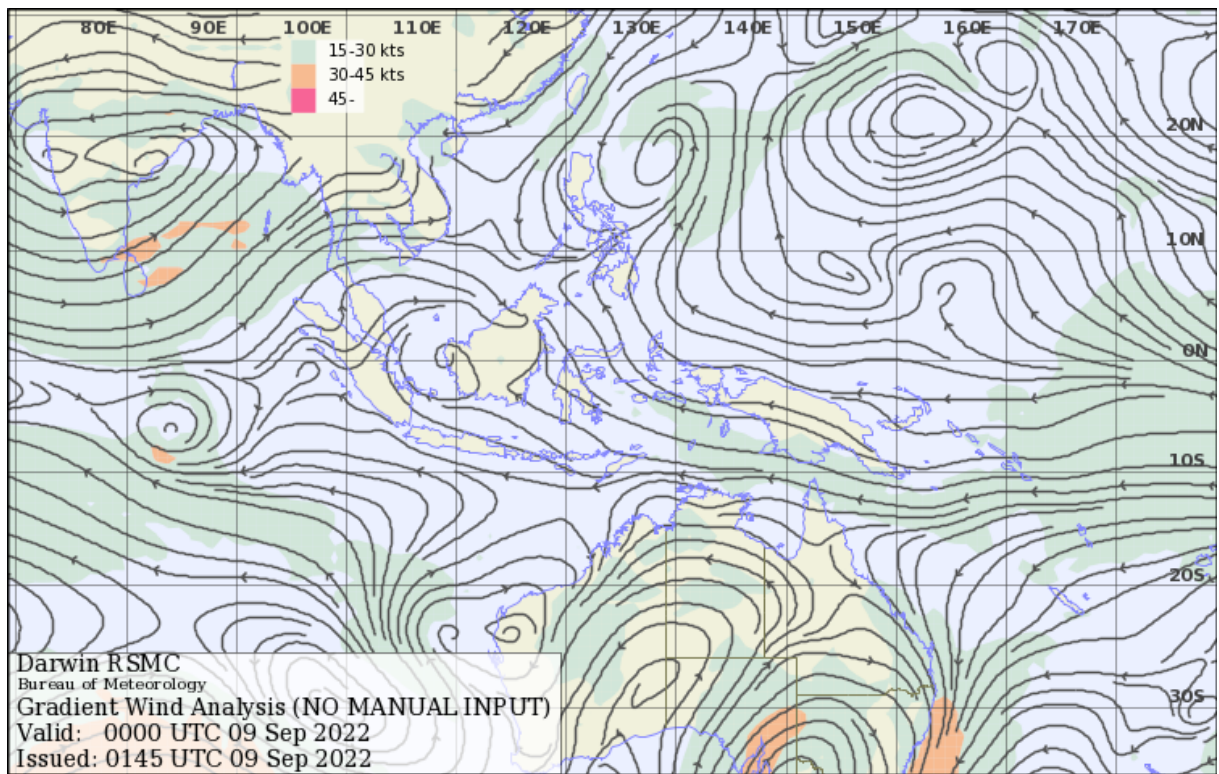 80E 90E 100E 110E 120E 130E 140E 150E 160E 170E
15-30 kts
30-45 kts
45-
20N
10N
0N
10S
20S
30S
Darwin RSMC
Bureau of Meteorology
Gradient Wind Analysis (NO MANUAL INPUT)
Valid: 0000 UTC 09 Sep 2022
Issued: 0145 UTC 09 Sep 2022